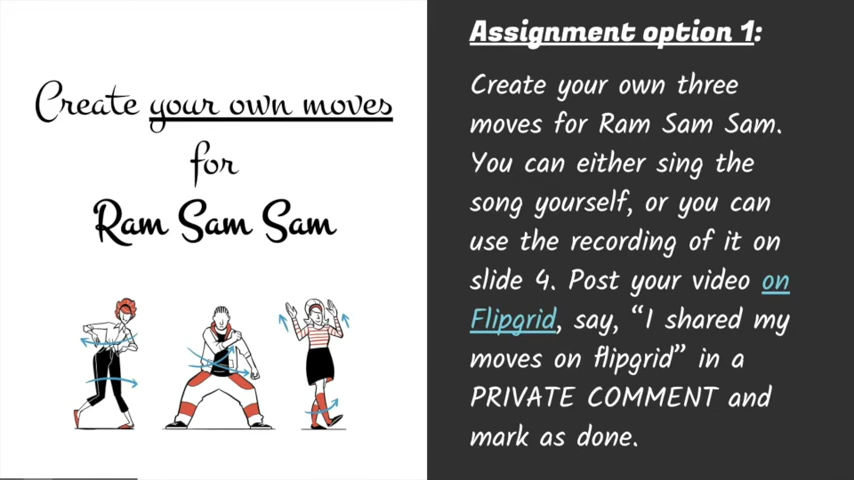 Create your own moves
for
Ram Sam Sam
Assignment option 1:
Create your own three
moves for Ram Sam Sam.
You can either sing the
song yourself, or you can
use the recording of it on
slide 4. Post your video on
Flipgrid, say, “I shared my
moves on flipgrid” in a
PRIVATE COMMENT and
mark as done.